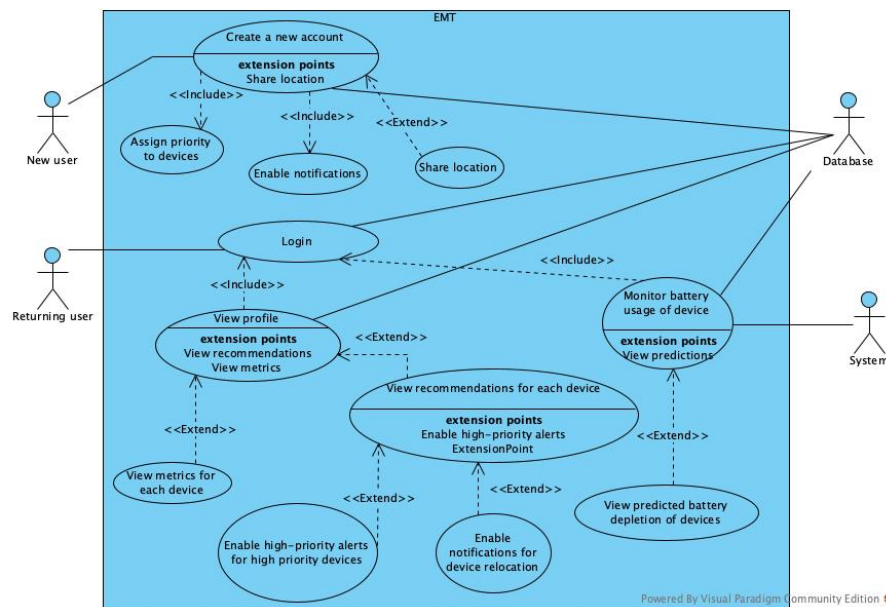 EMT
Create a new account
extension points
Share location
<<Include>>
<<Include>>
<<Extend>>
New user
Assign priority
to devices
Enable notifications
Share location
Database
Login
<<Include>>
<<Include>>
Returning user
Monitor battery
usage of device
extension points
View predictions
System
View profile
extension points
View recommendations
View metrics
<<Extend>>
View recommendations for each device
extension points
Enable high-priority alerts
ExtensionPoint
<<Extend>>
<<Extend>>
View metrics for
each device
<<Extend>>
<<Extend>>
View predicted battery
depletion of devices
Enable high-priority alerts
for high priority devices
Enable
notifications for
device relocation
Powered By Visual Paradigm Community Edition